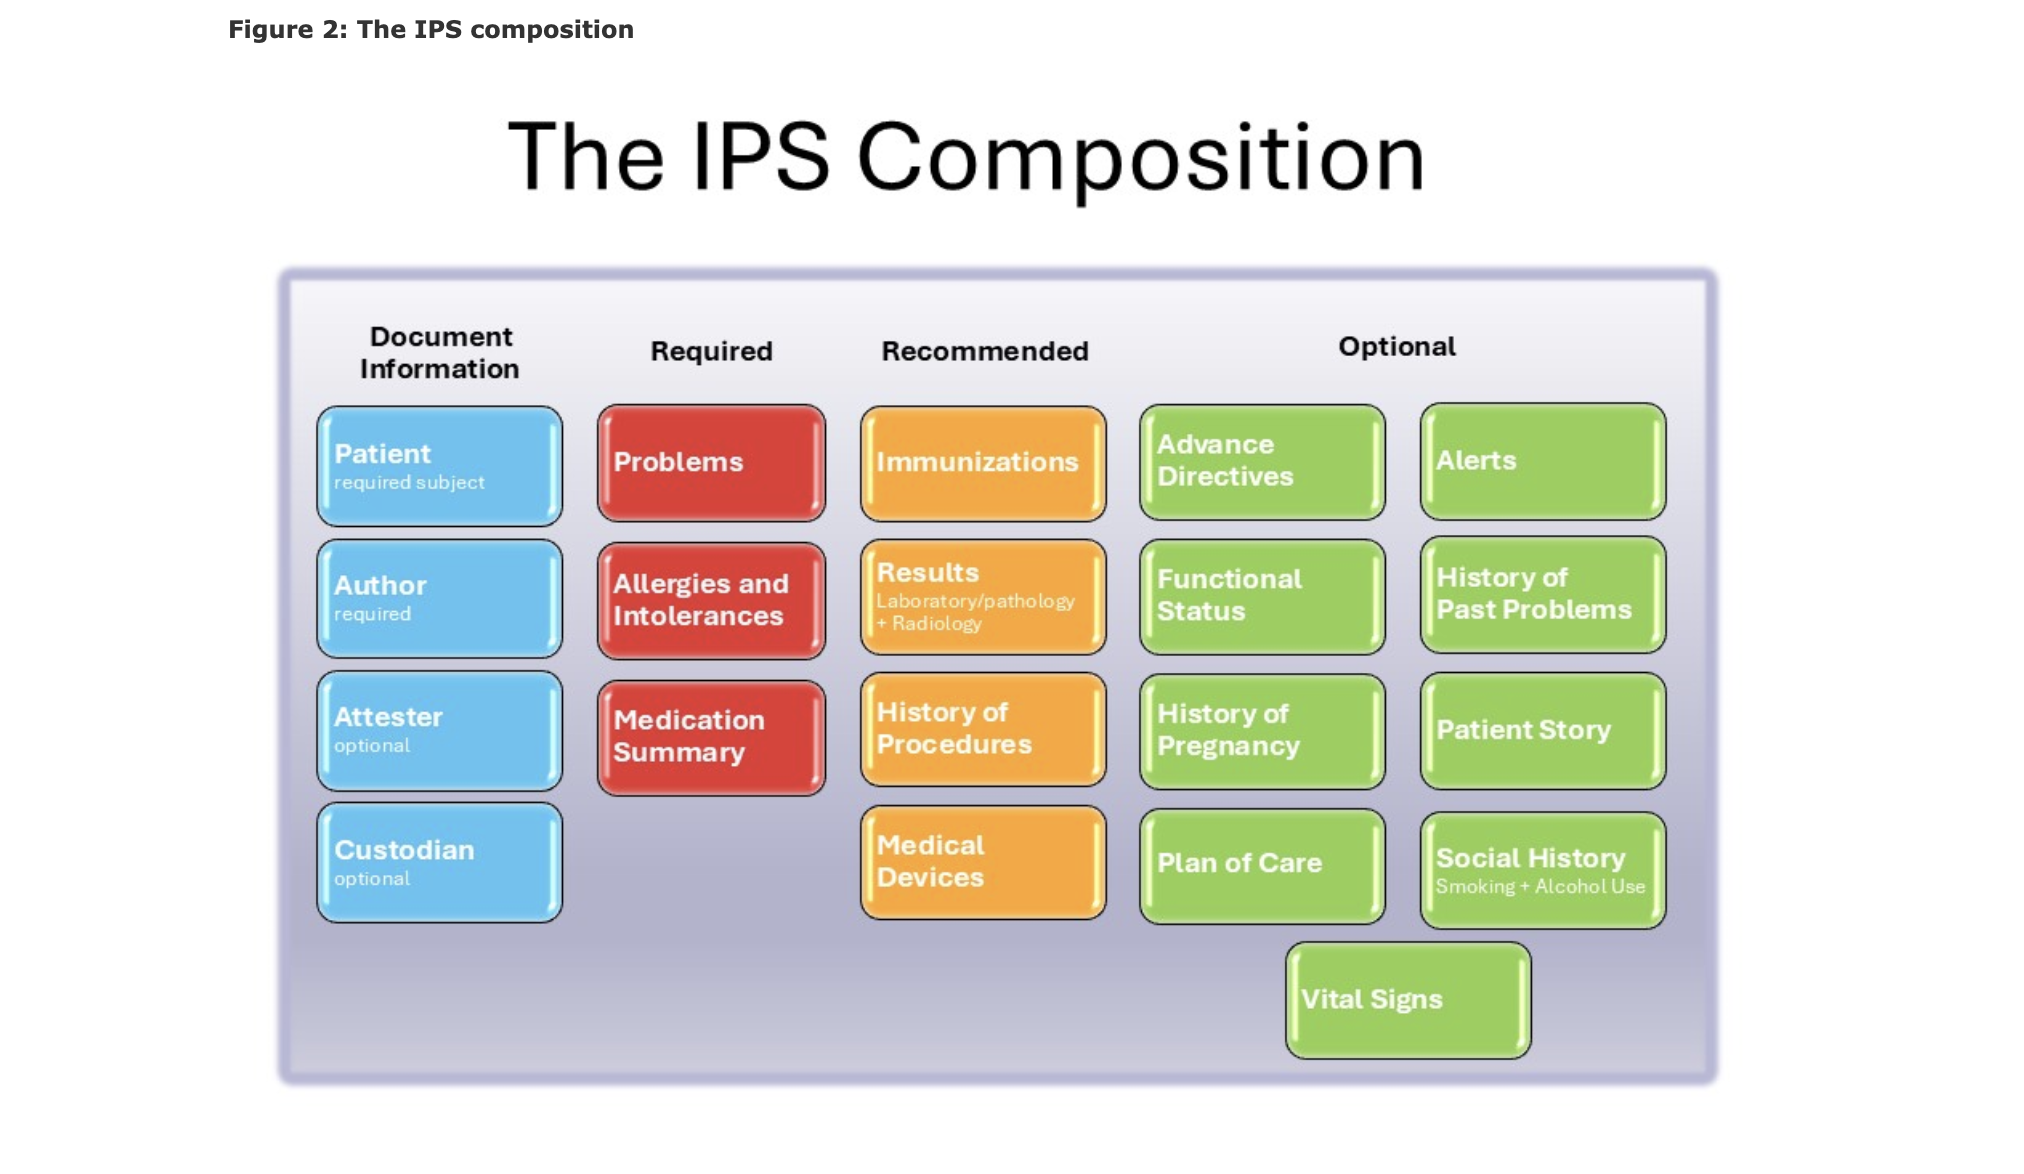 Figure 2: The IPS composition
The IPS Composition
Document
Information
Required
Recommended
Optional
Patient
required subject
Author
required
Attester
optional
Custodian
optional
Problems
Allergies and
Intolerances
Medication
Summary
Immunizations
Results
Laboratory/pathology
+ Radiology
History of
Procedures
Medical
Devices
Advance
Directives
Functional
Status
History of
Pregnancy
Plan of Care
Alerts
History of
Past Problems
Patient Story
Social History
Smoking + Alcohol Use
Vital Signs